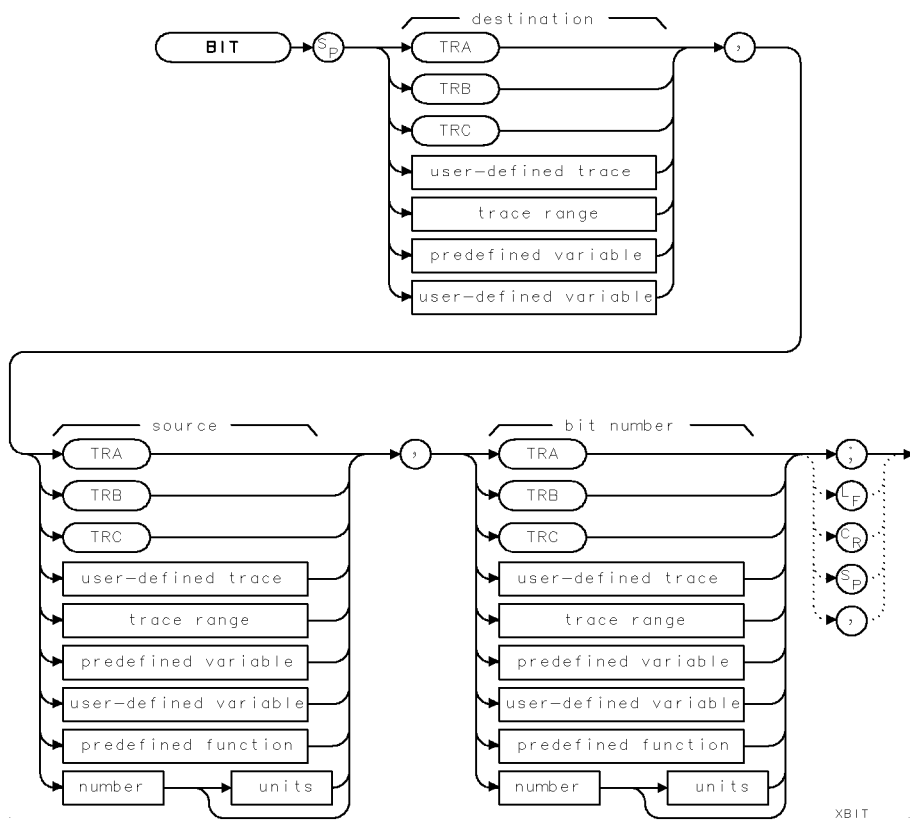 destination
BIT
SP
TRA
,
TRB
TRC
user-defined trace
trace range
predefined variable
user-defined variable
source
bit number
TRA
,
TRA
;
TRB
TRB
LF
TRC
TRC
CR
user-defined trace
user-defined trace
SP
trace range
trace range
,
predefined variable
predefined variable
user-defined variable
user-defined variable
predefined function
predefined function
number
units
number
units
XBIT